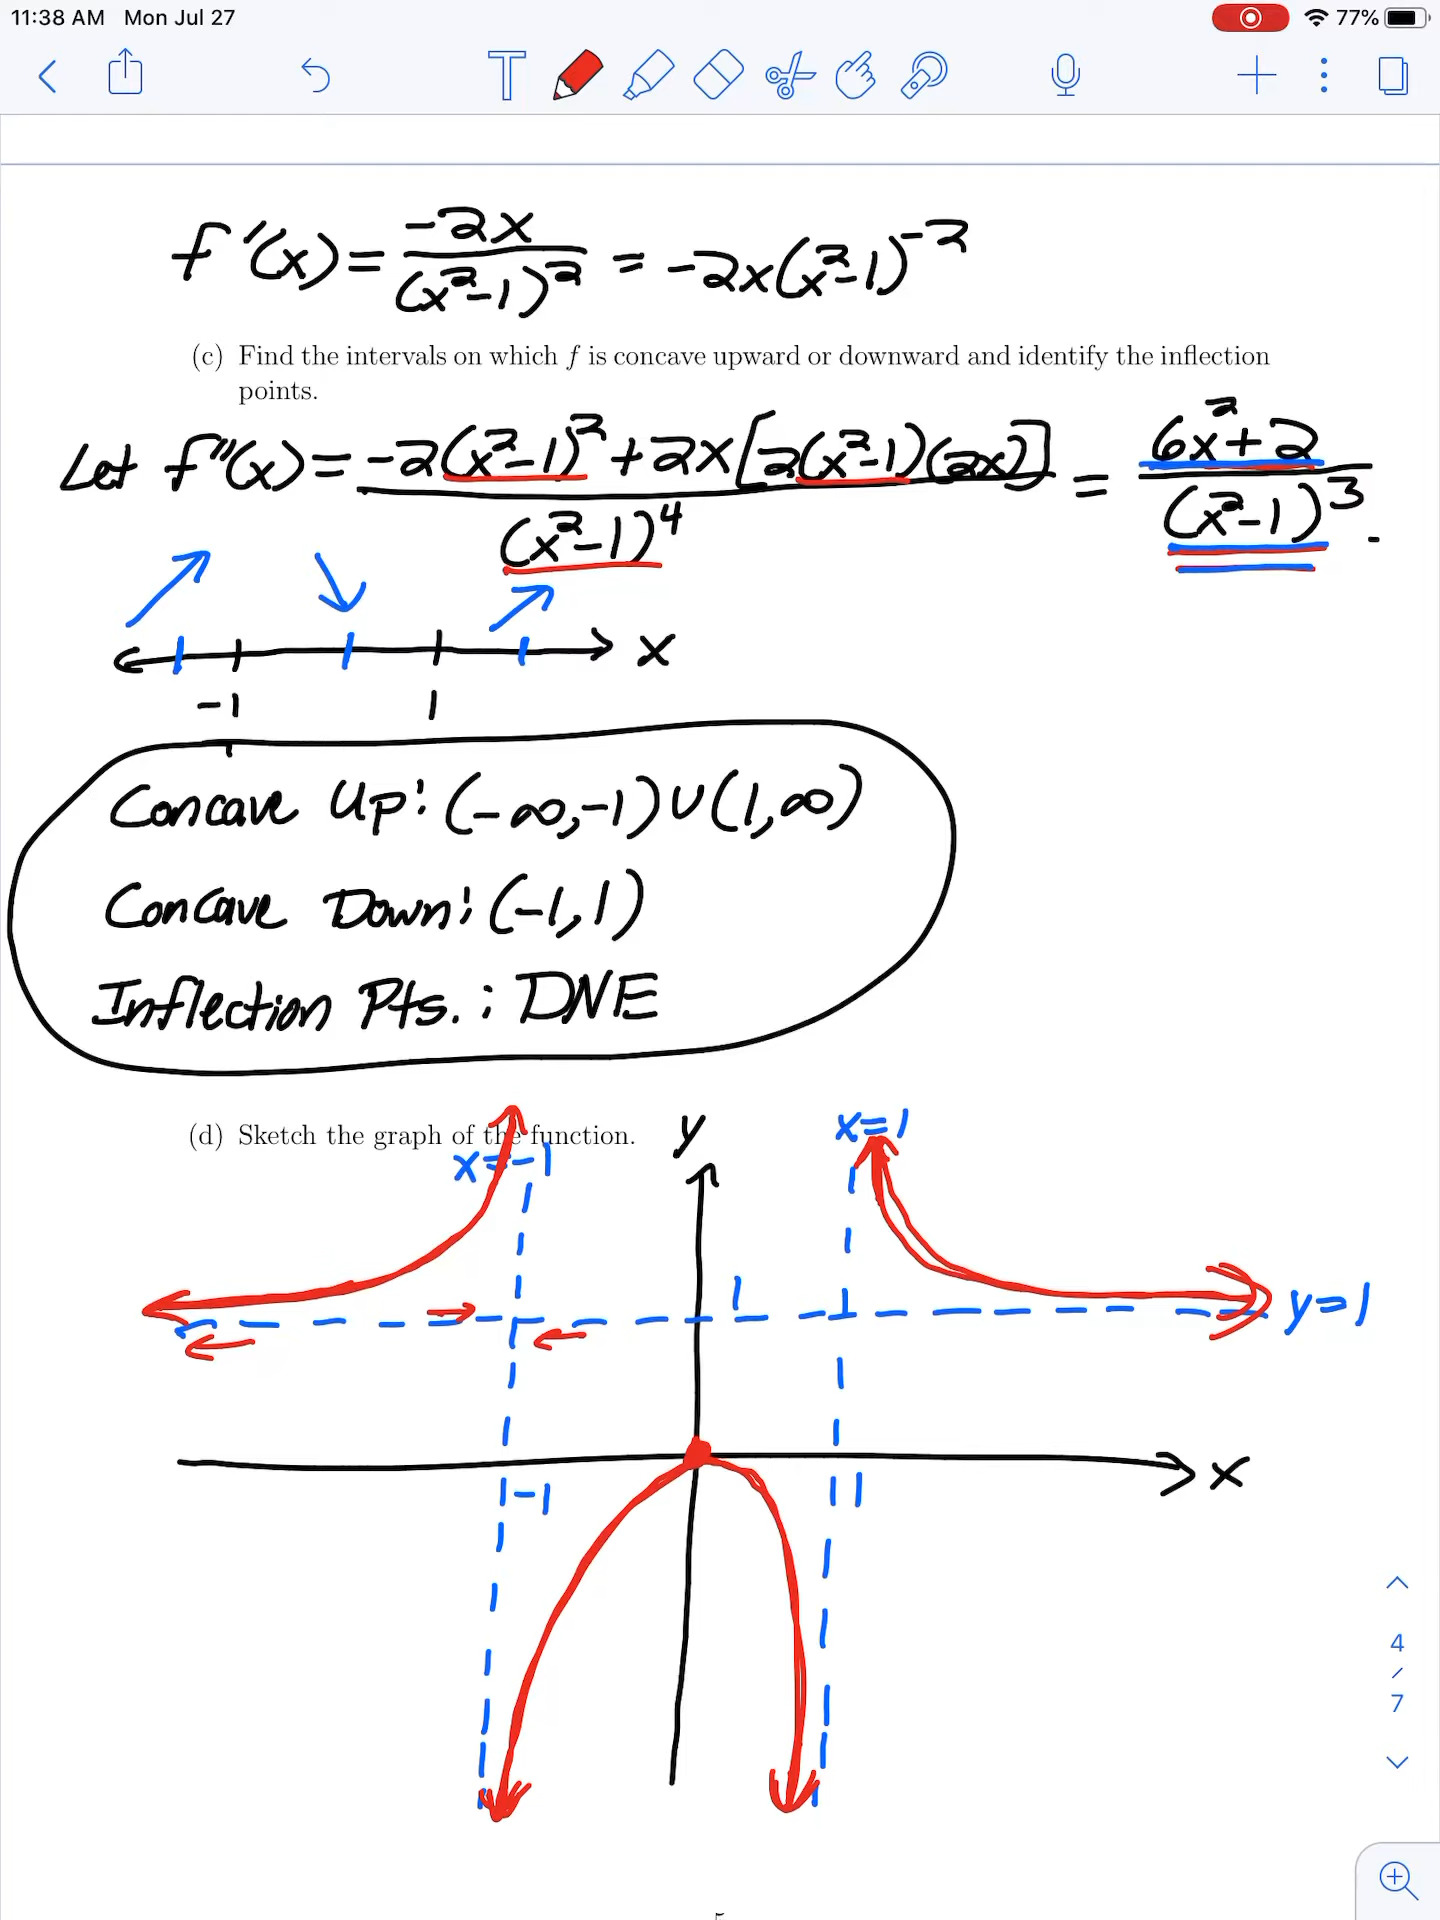 11:38 AM Mon Jul 27
77%
f'(x) = -2x/(x²-1)² = -2x(x²-1)⁻²
(c) Find the intervals on which f is concave upward or downward and identify the inflection
points.
Let f"(x) = -2(x²-1)² + 2x[2(x²-1)(2x)]/(x²-1)⁴ = 6x²+2/(x²-1)³.
x
-1 1
Concave Up: (-∞,-1)∪(1,∞)
Concave Down: (-1,1)
Inflection Pts.: DNE
(d) Sketch the graph of the function.
y
x=1
x=-1
1
y=1
x
-1
1
4
/
7